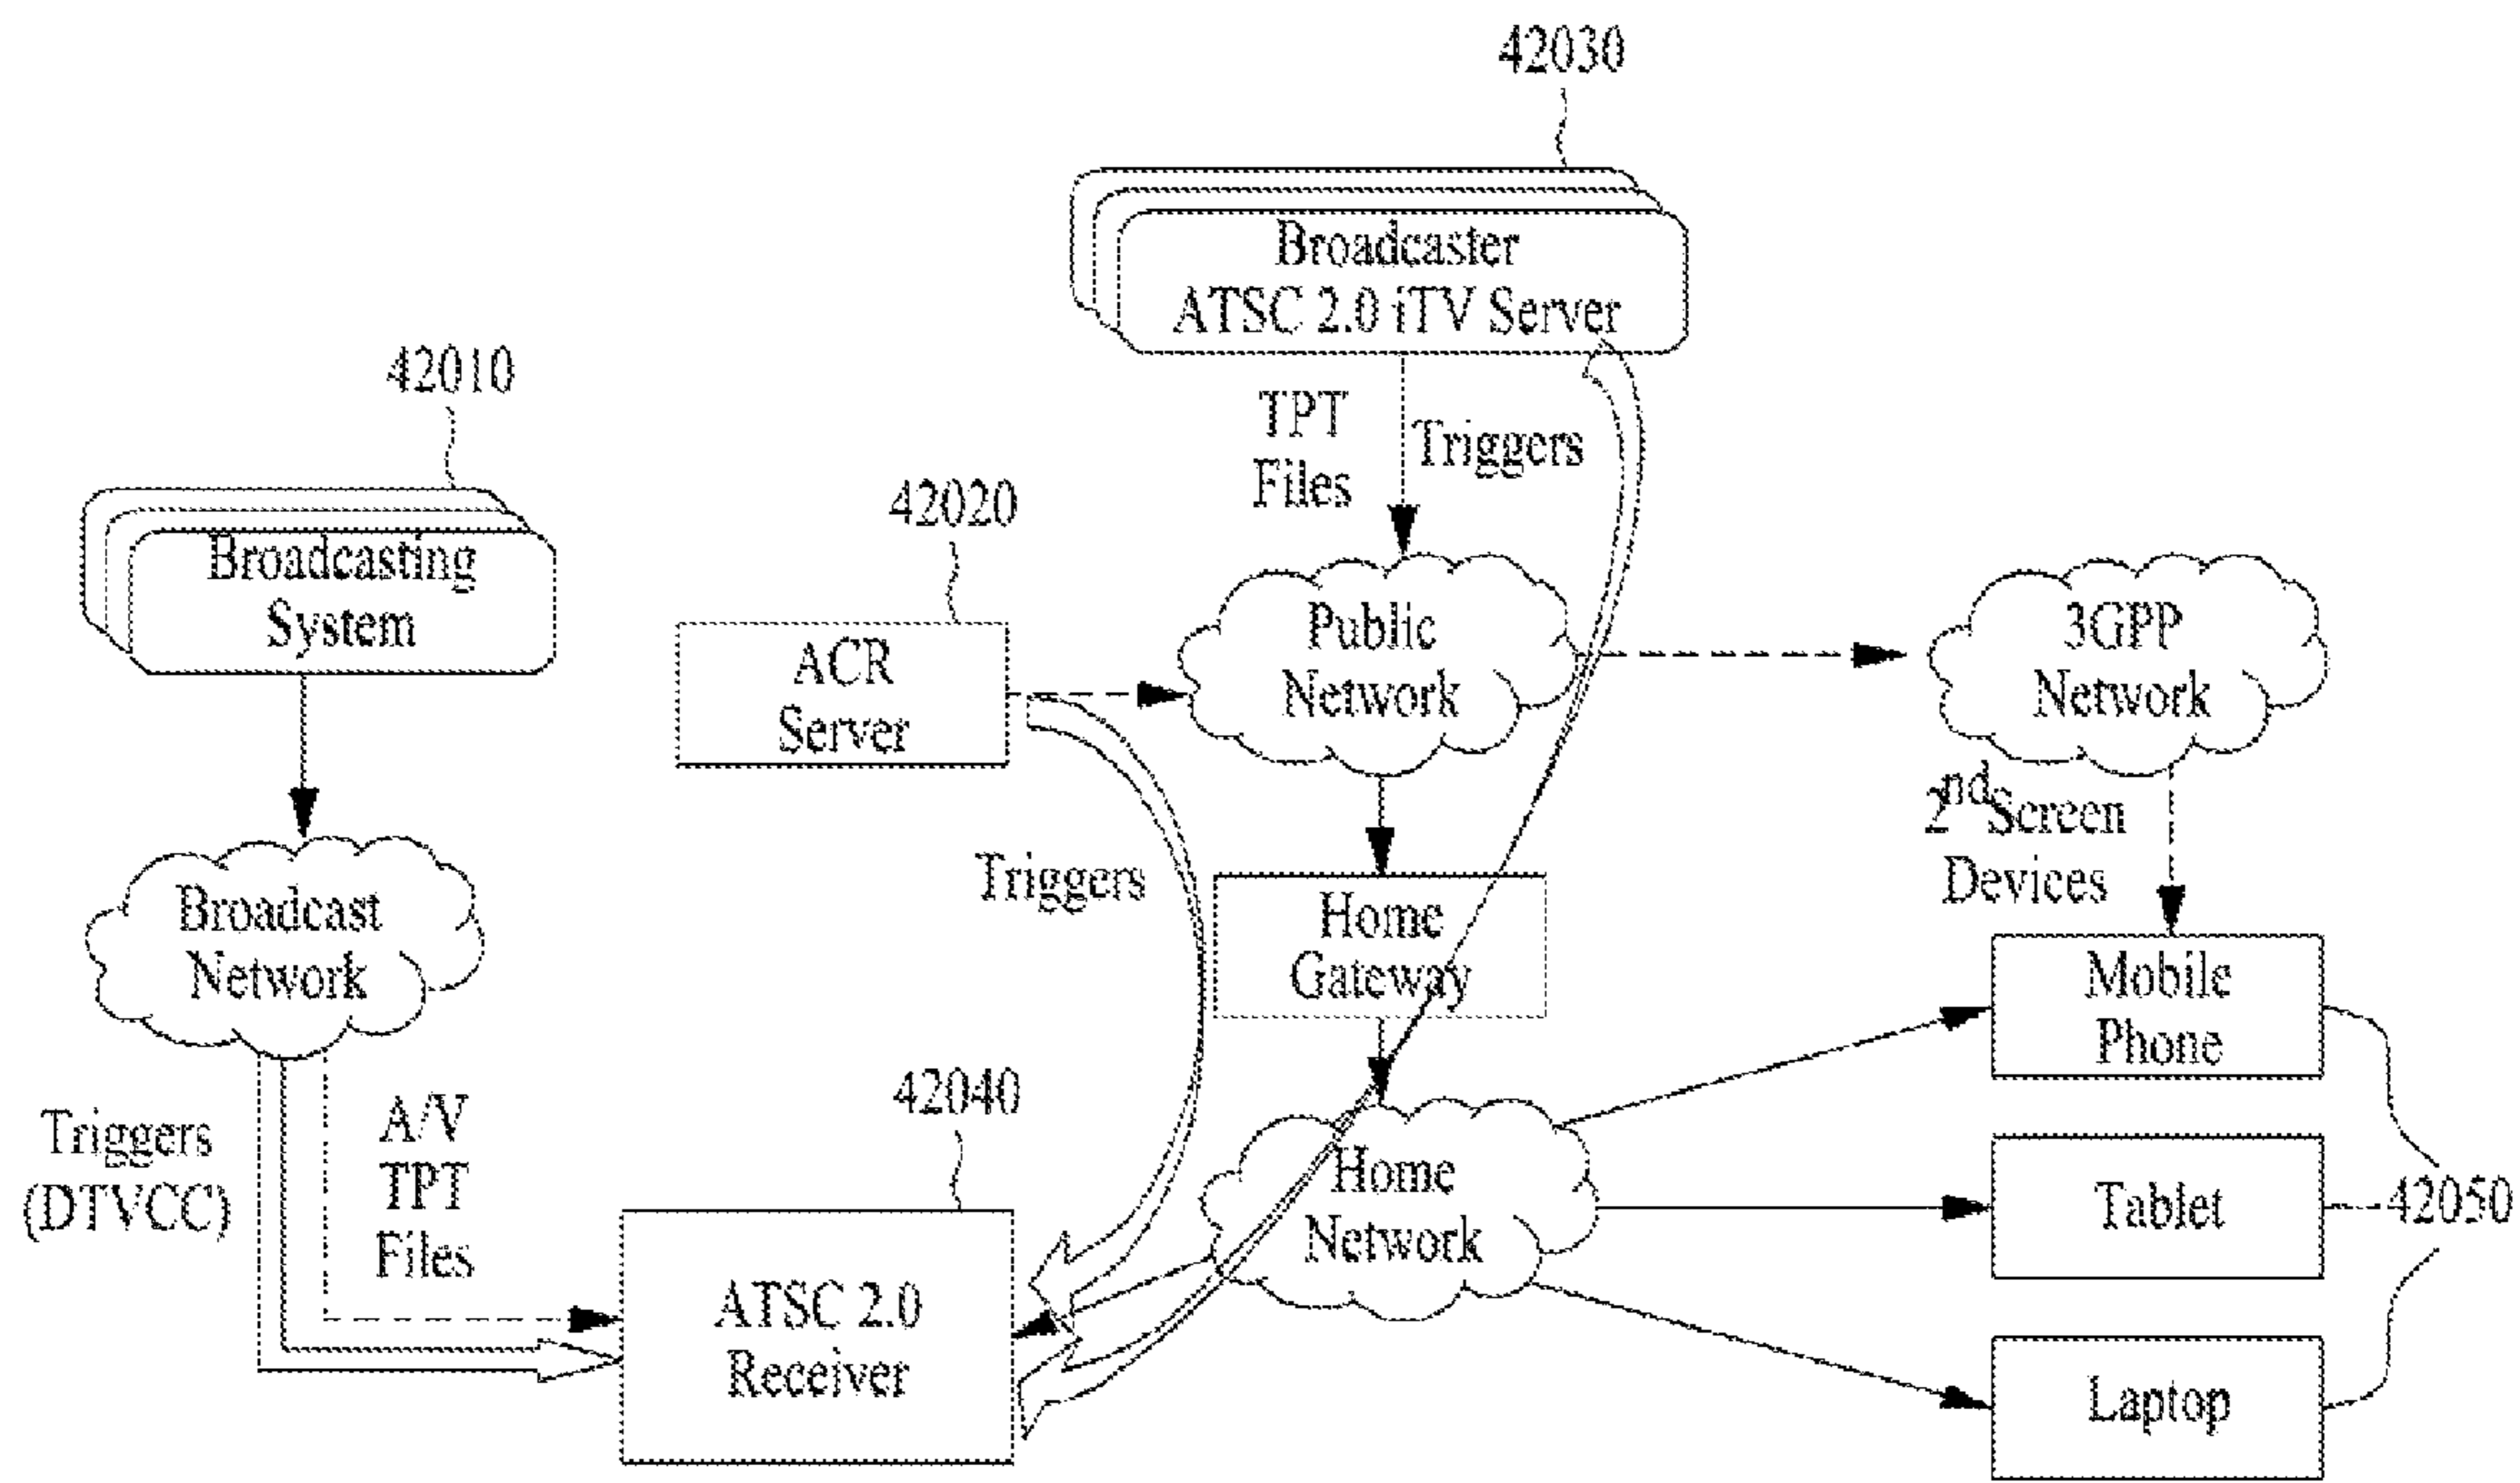 42030
Broadcaster
ATSC 2.0 iTV Server
42010
TPT
Files
Triggers
42020
Broadcasting
System
ACR
Server
Public
Network
3GPP
Network
2nd Screen
Devices
Triggers
Broadcast
Network
Home
Gateway
Mobile
Phone
42040
Triggers
(DTVCC)
A/V
TPT
Files
Home
Network
Tablet
42050
ATSC 2.0
Receiver
Laptop